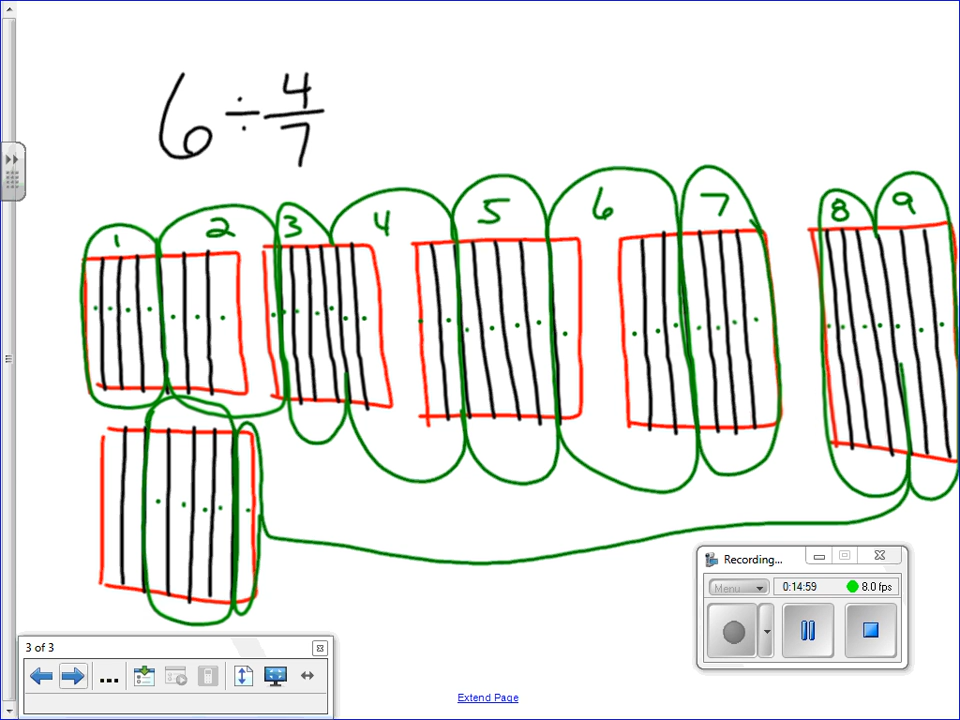 6 ÷ 4/7
1 2 3 4 5 6 7 8 9
Recording...
Menu 0:14:59 8.0 fps
3 of 3
...
Extend Page